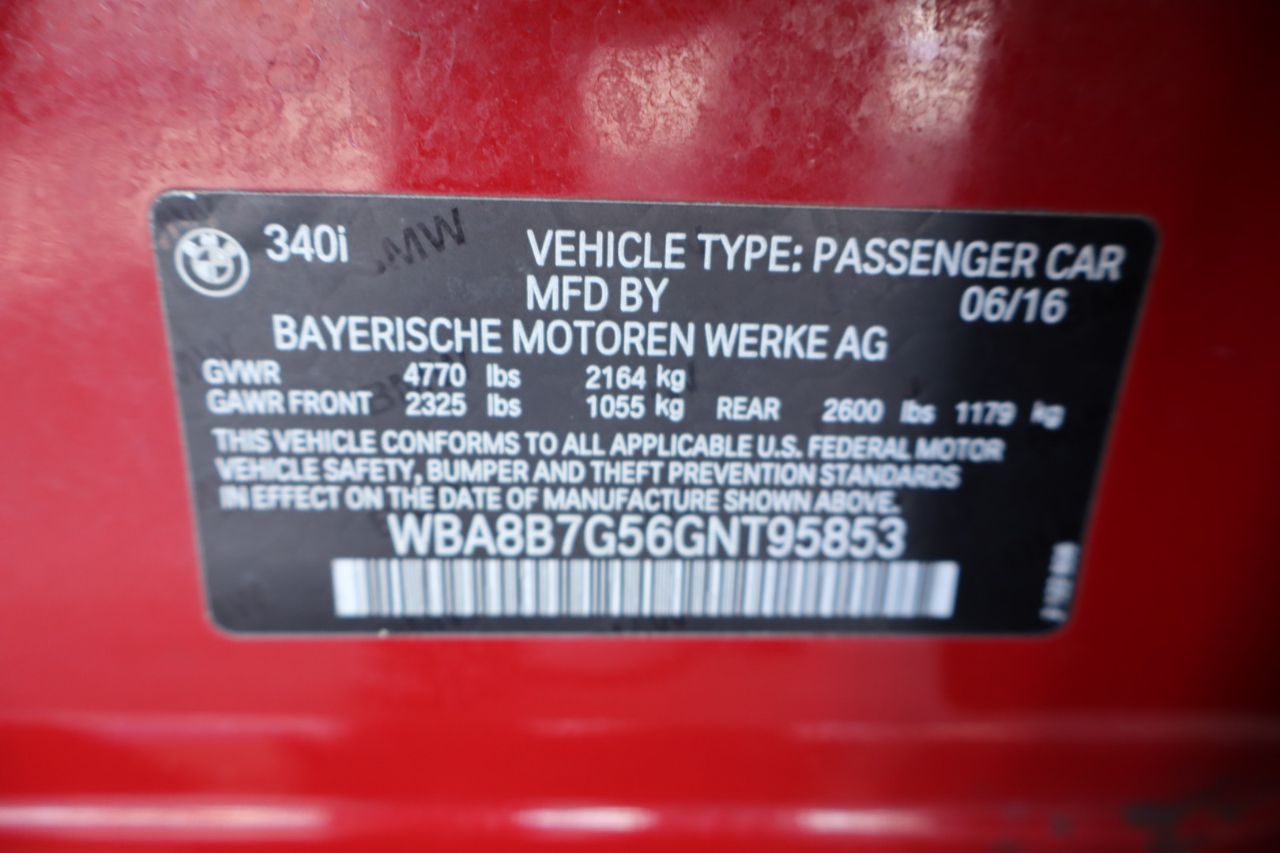 340i
VEHICLE TYPE: PASSENGER CAR
MFD BY 06/16
BAYERISCHE MOTOREN WERKE AG
GVWR 4770 lbs 2164 kg
GAWR FRONT 2325 lbs 1055 kg REAR 2600 lbs 1179 kg
THIS VEHICLE CONFORMS TO ALL APPLICABLE U.S. FEDERAL MOTOR
VEHICLE SAFETY, BUMPER AND THEFT PREVENTION STANDARDS
IN EFFECT ON THE DATE OF MANUFACTURE SHOWN ABOVE.
WBA8B7G56GNT95853